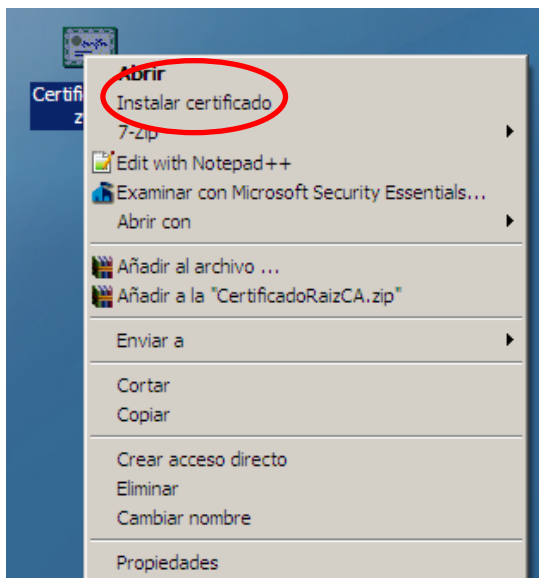 Certifi
z
Abrir
Instalar certificado
7-Zip
Edit with Notepad++
Examinar con Microsoft Security Essentials...
Abrir con
Añadir al archivo ...
Añadir a la "CertificadoRaizCA.zip"
Enviar a
Cortar
Copiar
Crear acceso directo
Eliminar
Cambiar nombre
Propiedades